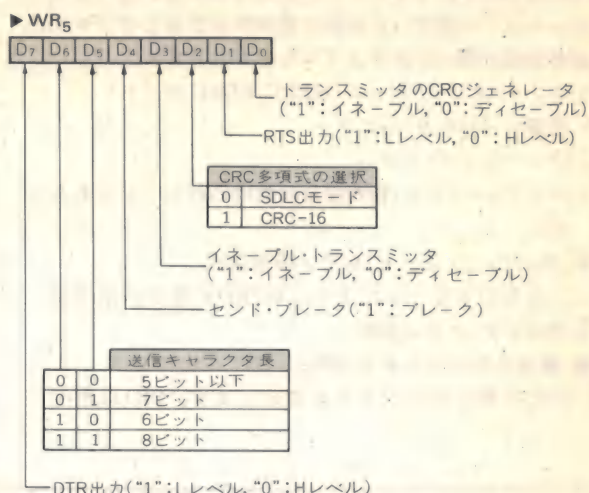 ▶WR5
D7 D6 D5 D4 D3 D2 D1 D0
トランスミッタのCRCジェネレータ
("1":イネーブル,"0":ディセーブル)
RTS出力("1":Lレベル,"0":Hレベル)
CRC多項式の選択
0 SDLCモード
1 CRC-16
イネーブル・トランスミッタ
("1":イネーブル,"0":ディセーブル)
センド・ブレーク("1":ブレーク)
送信キャラクタ長
0 0 5ビット以下
0 1 7ビット
1 0 6ビット
1 1 8ビット
DTR出力("1":Lレベル,"0":Hレベル)